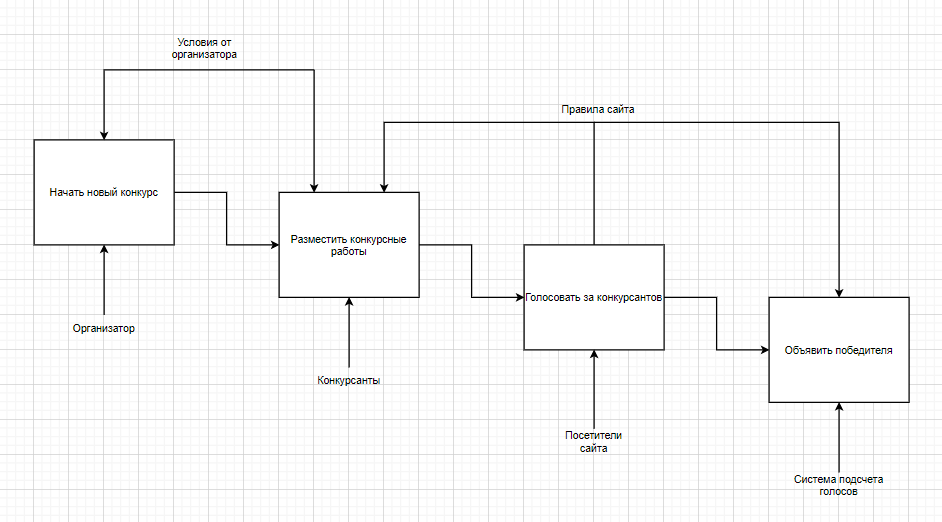 Условия от
организатора
Правила сайта
Начать новый конкурс
Разместить конкурсные
работы
Голосовать за конкурсантов
Объявить победителя
Организатор
Конкурсанты
Посетители
сайта
Система подсчета
голосов